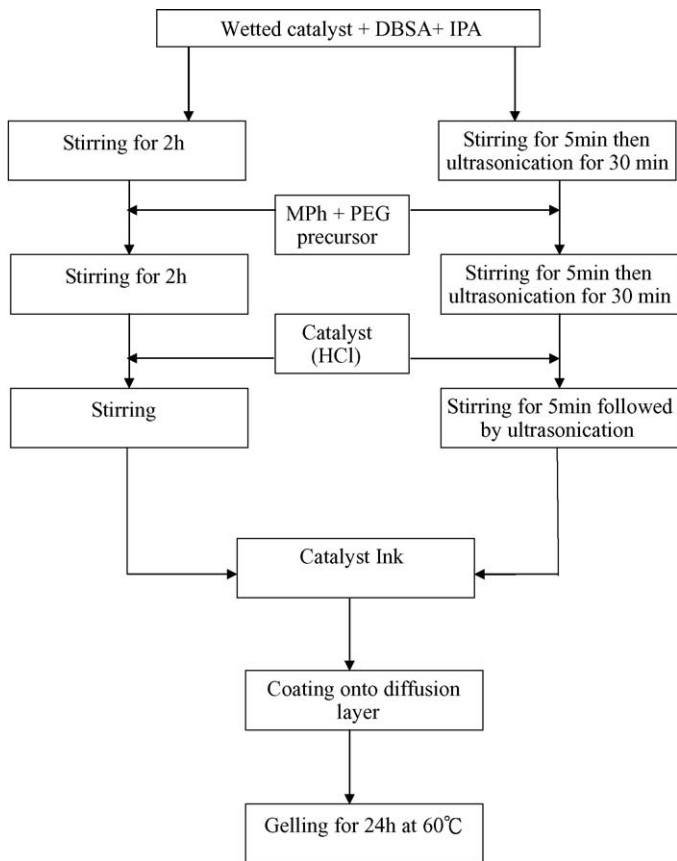 Wetted catalyst + DBSA+ IPA
Stirring for 2h
Stirring for 5min then
ultrasonication for 30 min
MPh + PEG
precursor
Stirring for 2h
Stirring for 5min then
ultrasonication for 30 min
Catalyst
(HCl)
Stirring
Stirring for 5min followed
by ultrasonication
Catalyst Ink
Coating onto diffusion
layer
Gelling for 24h at 60℃